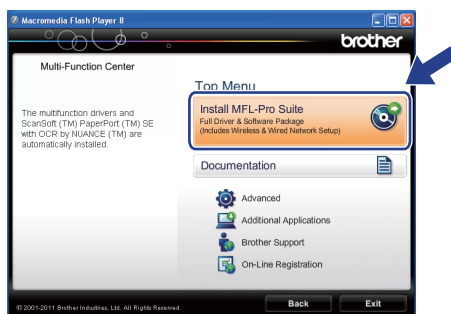 Macromedia Flash Player 8
brother
Multi-Function Center
Top Menu
The multifunction drivers and
ScanSoft (TM) PaperPort (TM) SE
with OCR by NUANCE (TM) are
automatically installed.
Install MFL-Pro Suite
Full Driver & Software Package
(Includes Wireless & Wired Network Setup)
Documentation
Advanced
Additional Applications
Brother Support
On-Line Registration
© 2001-2011 Brother Industries, Ltd. All Rights Reserved.
Back
Exit